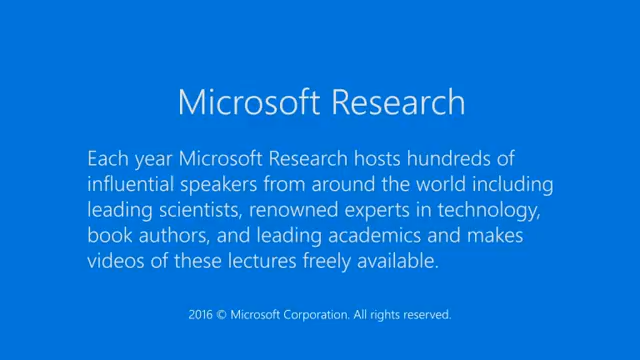 Microsoft Research
Each year Microsoft Research hosts hundreds of
influential speakers from around the world including
leading scientists, renowned experts in technology,
book authors, and leading academics and makes
videos of these lectures freely available.
2016 © Microsoft Corporation. All rights reserved.